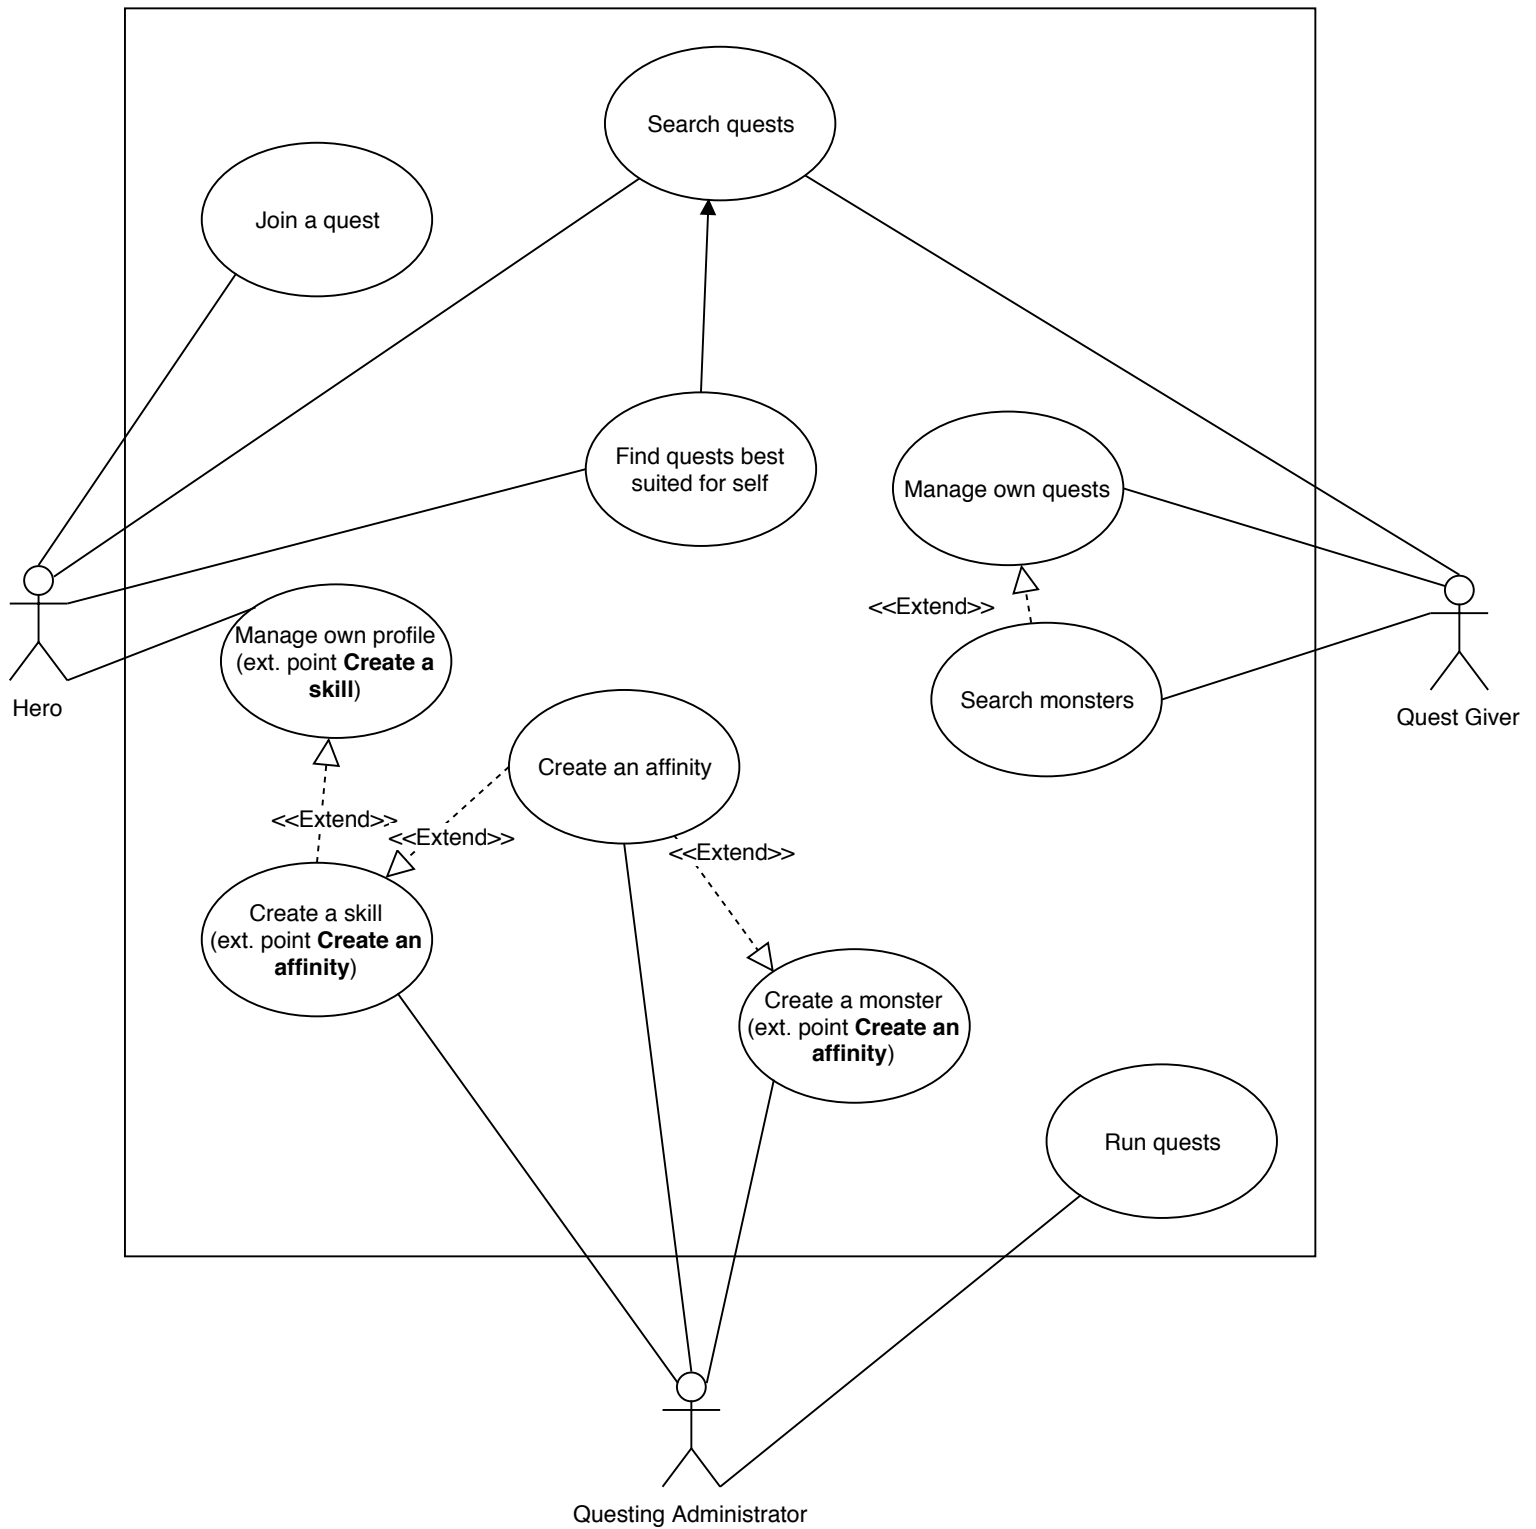 Search quests
Join a quest
Find quests best
suited for self
Manage own quests
<<Extend>>
Manage own profile
(ext. point Create a
skill)
Search monsters
Hero
Quest Giver
Create an affinity
<<Extend>>
<<Extend>>
<<Extend>>
Create a skill
(ext. point Create an
affinity)
Create a monster
(ext. point Create an
affinity)
Run quests
Questing Administrator